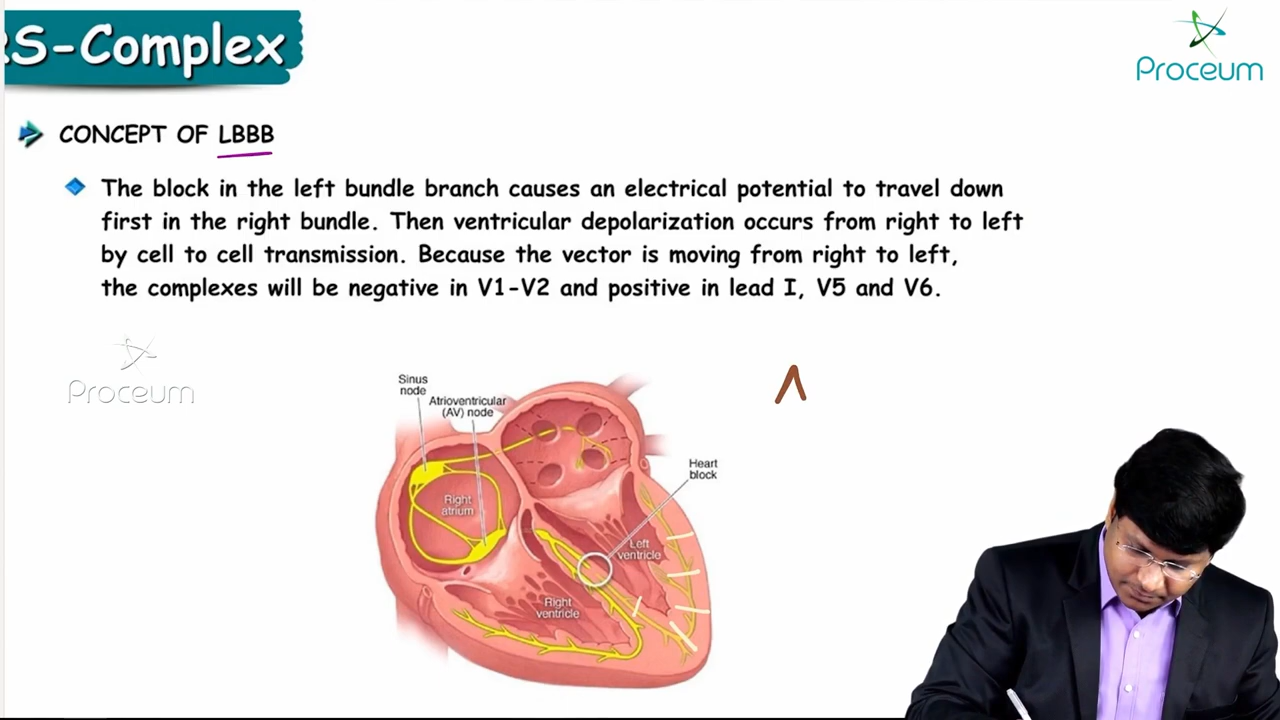 RS-Complex
Proceum
CONCEPT OF LBBB
The block in the left bundle branch causes an electrical potential to travel down
first in the right bundle. Then ventricular depolarization occurs from right to left
by cell to cell transmission. Because the vector is moving from right to left,
the complexes will be negative in V1-V2 and positive in lead I, V5 and V6.
Proceum
Sinus
node
Atrioventricular
(AV) node
Heart
block
Right
atrium
Left
ventricle
Right
ventricle